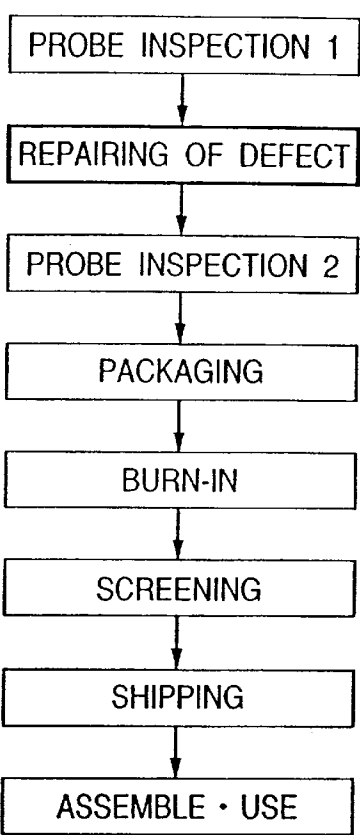 PROBE INSPECTION 1
REPAIRING OF DEFECT
PROBE INSPECTION 2
PACKAGING
BURN-IN
SCREENING
SHIPPING
ASSEMBLE・USE